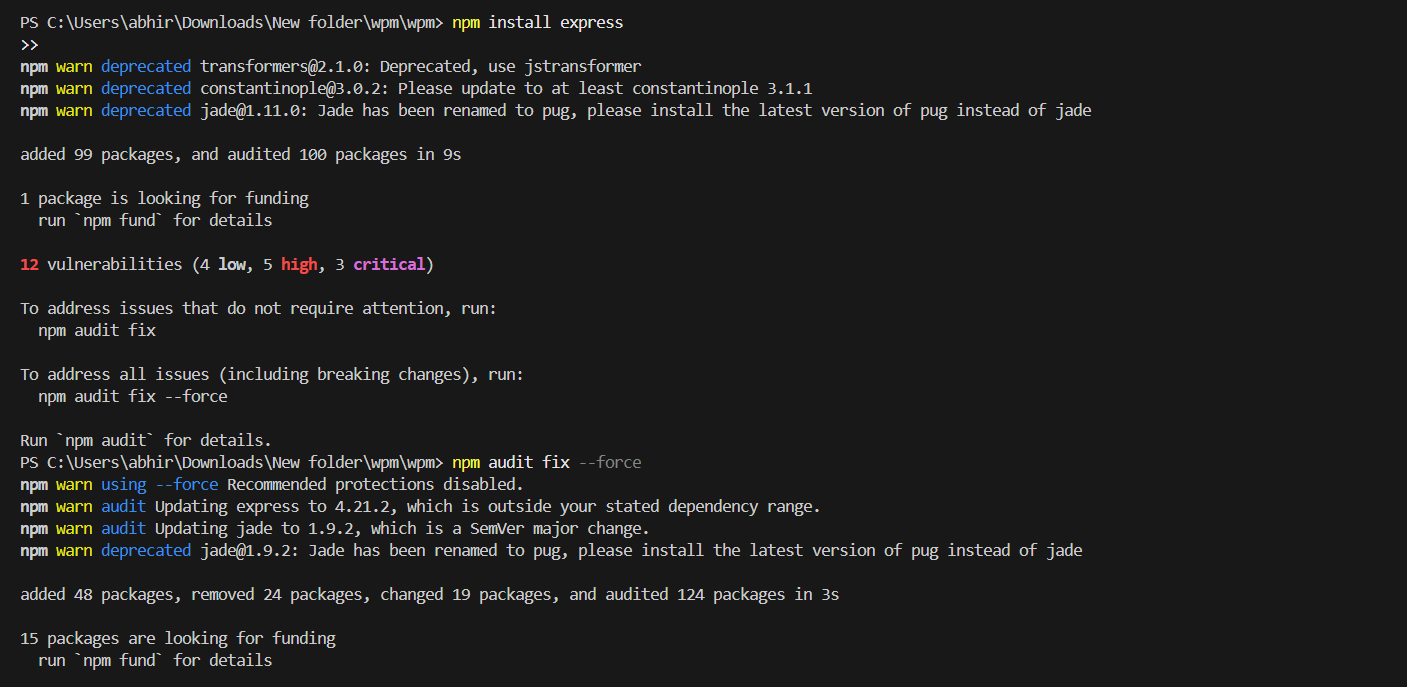 PS C:\Users\abhir\Downloads\New folder\wpm\wpm> npm install express
>>
npm warn deprecated transformers@2.1.0: Deprecated, use jstransformer
npm warn deprecated constantinople@3.0.2: Please update to at least constantinople 3.1.1
npm warn deprecated jade@1.11.0: Jade has been renamed to pug, please install the latest version of pug instead of jade
added 99 packages, and audited 100 packages in 9s
1 package is looking for funding
run `npm fund` for details
12 vulnerabilities (4 low, 5 high, 3 critical)
To address issues that do not require attention, run:
npm audit fix
To address all issues (including breaking changes), run:
npm audit fix --force
Run `npm audit` for details.
PS C:\Users\abhir\Downloads\New folder\wpm\wpm> npm audit fix --force
npm warn using --force Recommended protections disabled.
npm warn audit Updating express to 4.21.2, which is outside your stated dependency range.
npm warn audit Updating jade to 1.9.2, which is a SemVer major change.
npm warn deprecated jade@1.9.2: Jade has been renamed to pug, please install the latest version of pug instead of jade
added 48 packages, removed 24 packages, changed 19 packages, and audited 124 packages in 3s
15 packages are looking for funding
run `npm fund` for details